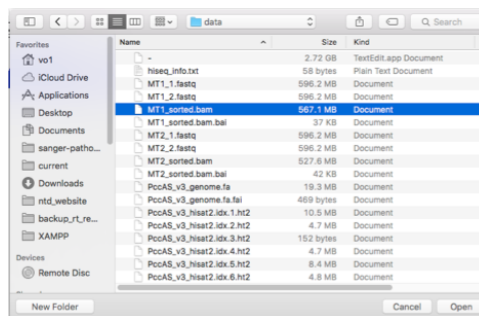 data
Search
Favorites
vo1
iCloud Drive
Applications
Desktop
Documents
sanger-patho...
current
Downloads
ntd_website
backup_rt_re...
XAMPP
Devices
Remote Disc
Name Size Kind
- 2.72 GB TextEdit.app Document
hiseq_info.txt 58 bytes Plain Text Document
MT1_1.fastq 596.2 MB Document
MT1_2.fastq 596.2 MB Document
MT1_sorted.bam 567.1 MB Document
MT1_sorted.bam.bai 37 KB Document
MT2_1.fastq 596.2 MB Document
MT2_2.fastq 596.2 MB Document
MT2_sorted.bam 527.6 MB Document
MT2_sorted.bam.bai 42 KB Document
PccAS_v3_genome.fa 19.3 MB Document
PccAS_v3_genome.fa.fai 469 bytes Document
PccAS_v3_hisat2.idx.1.ht2 10.5 MB Document
PccAS_v3_hisat2.idx.2.ht2 4.7 MB Document
PccAS_v3_hisat2.idx.3.ht2 152 bytes Document
PccAS_v3_hisat2.idx.4.ht2 4.7 MB Document
PccAS_v3_hisat2.idx.5.ht2 8.4 MB Document
PccAS_v3_hisat2.idx.6.ht2 4.8 MB Document
New Folder Cancel Open